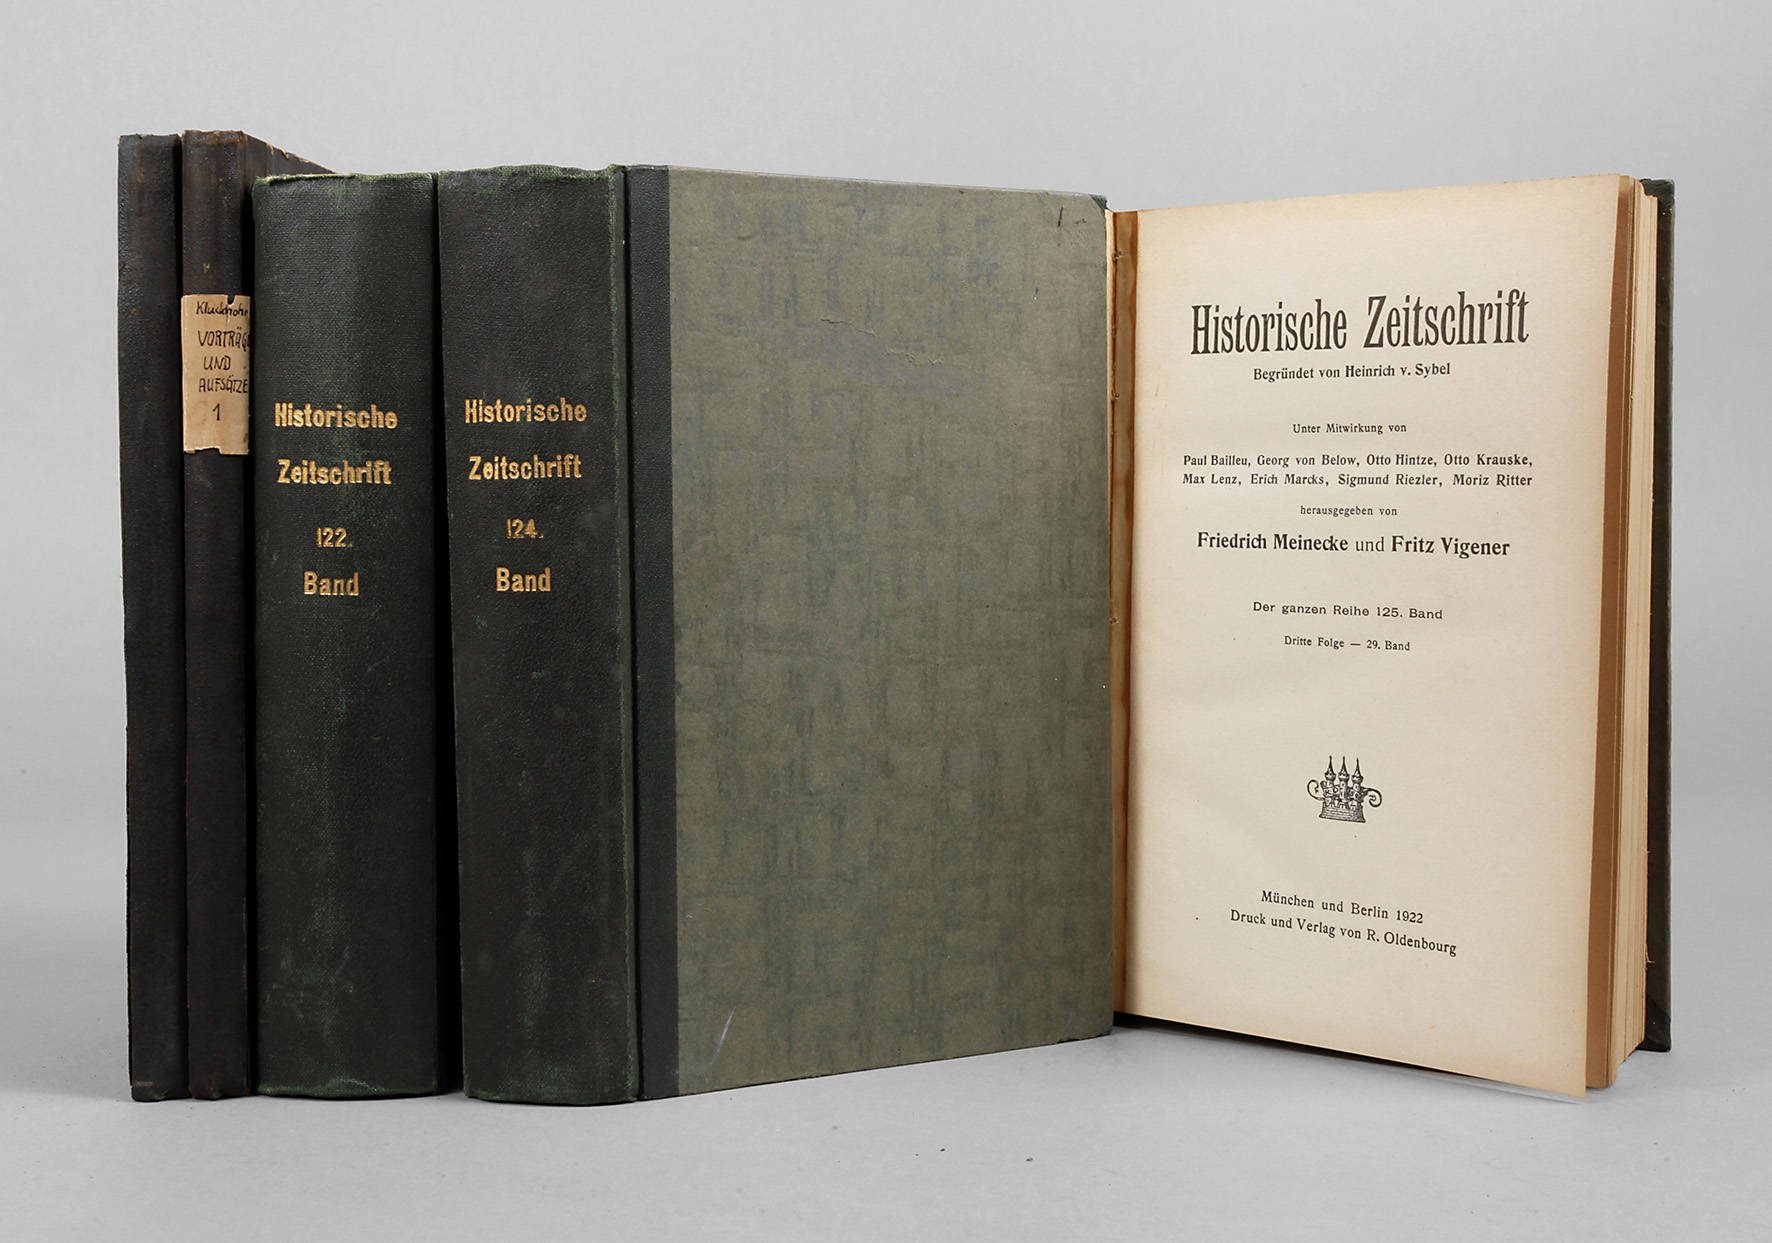 VORTRÄG
UND
AUFSÄTZE
1
Historische
Zeitschrift
122.
Band
Historische
Zeitschrift
124.
Band
Historische Zeitschrift
Begründet von Heinrich v. Sybel
Unter Mitwirkung von
Paul Bailleu, Georg von Below, Otto Hintze, Otto Krauske,
Max Lenz, Erich Marcks, Sigmund Riezler, Moriz Ritter
herausgegeben von
Friedrich Meinecke und Fritz Vigener
Der ganzen Reihe 125. Band
Dritte Folge — 29. Band
München und Berlin 1922
Druck und Verlag von R. Oldenbourg